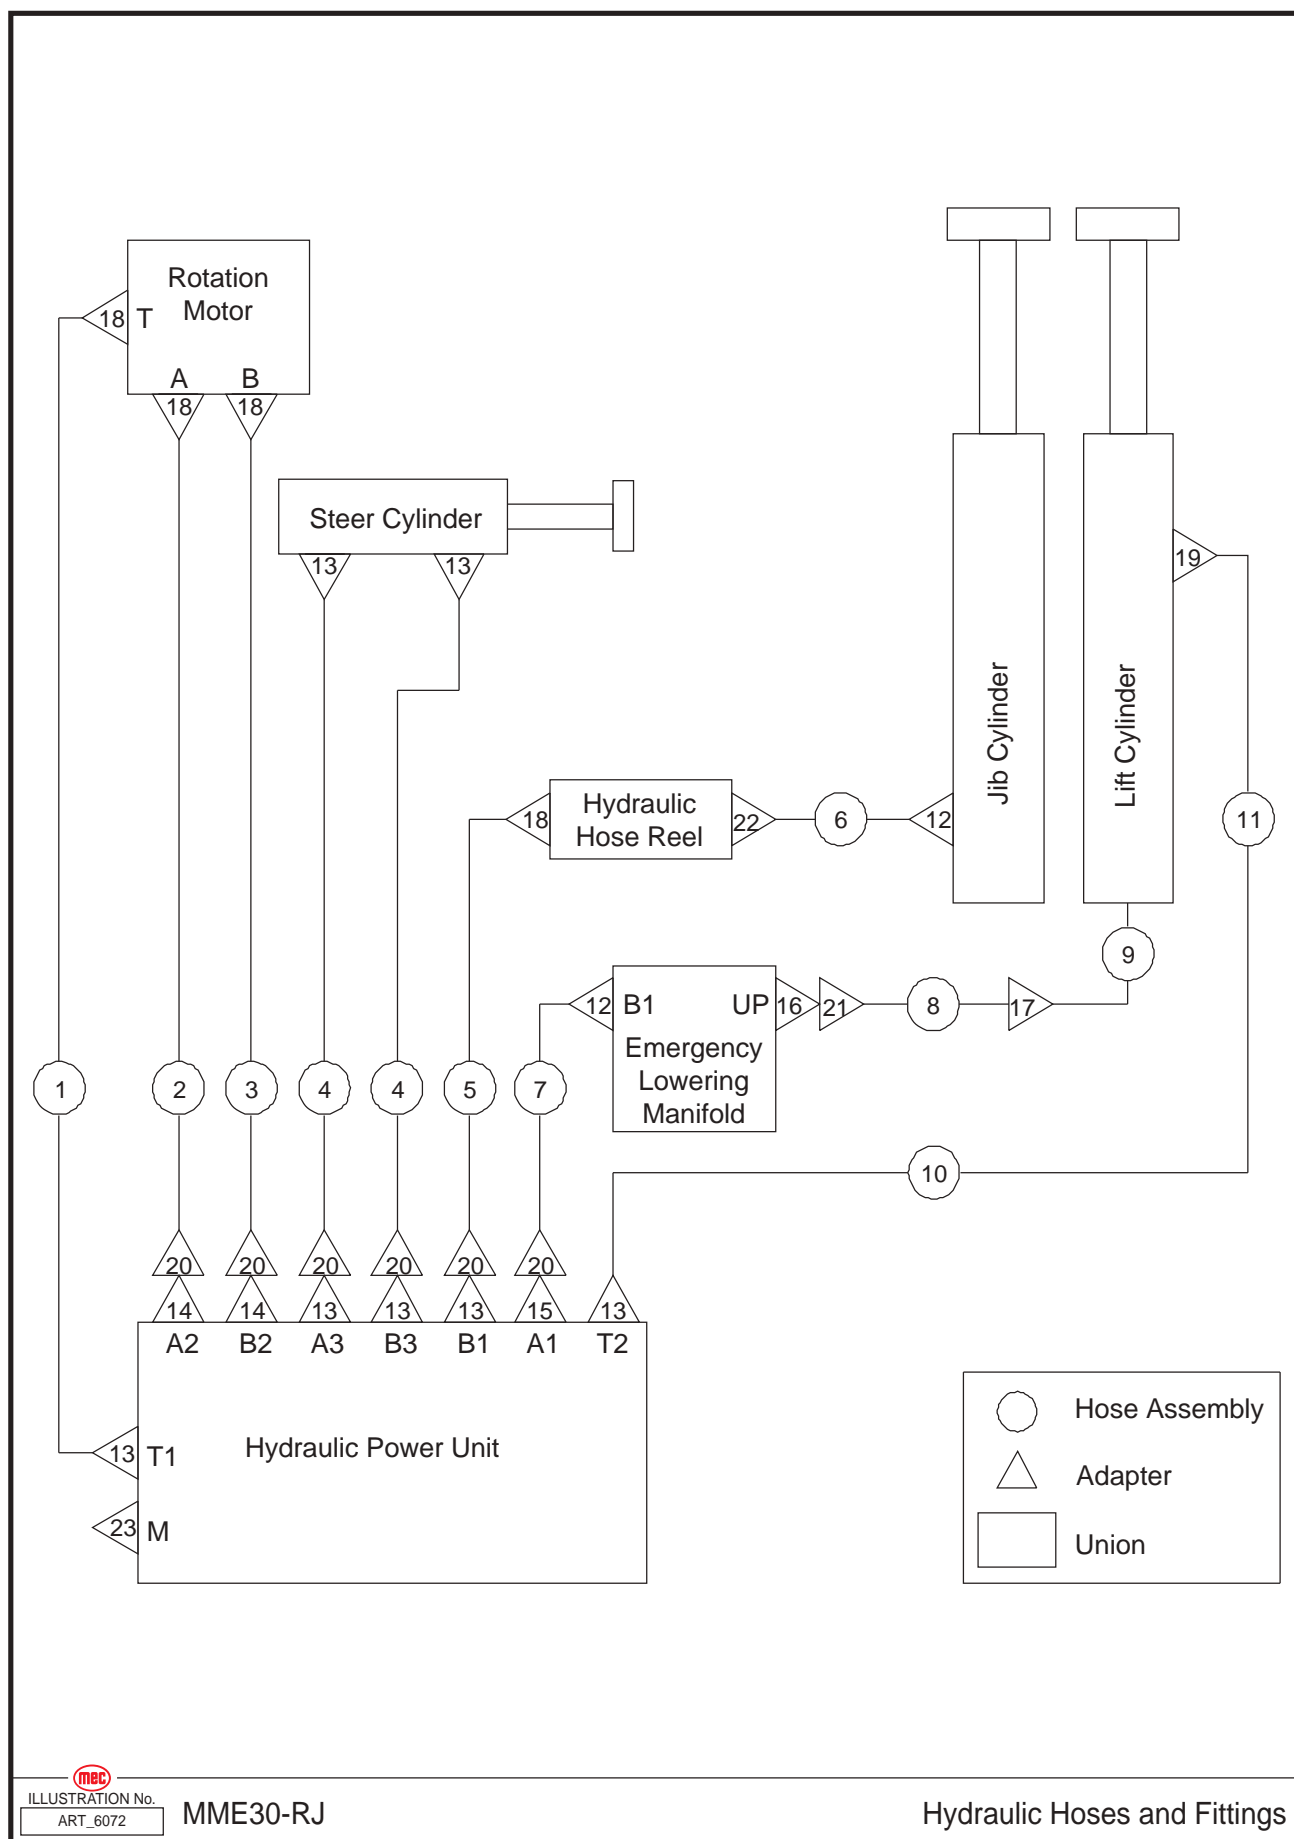 Rotation
Motor
18 T
A B
18 18
Steer Cylinder
13 13
19
Jib Cylinder
Lift Cylinder
Hydraulic
Hose Reel
18 22 6 12 11
9
12 B1 UP 16 21 8 17
Emergency
Lowering
Manifold
1 2 3 4 4 5 7
10
20 20 20 20 20 20
14 14 13 13 13 15 13
A2 B2 A3 B3 B1 A1 T2
13 T1
Hydraulic Power Unit
23 M
Hose Assembly
Adapter
Union
mec
ILLUSTRATION No.
ART_6072
MME30-RJ
Hydraulic Hoses and Fittings